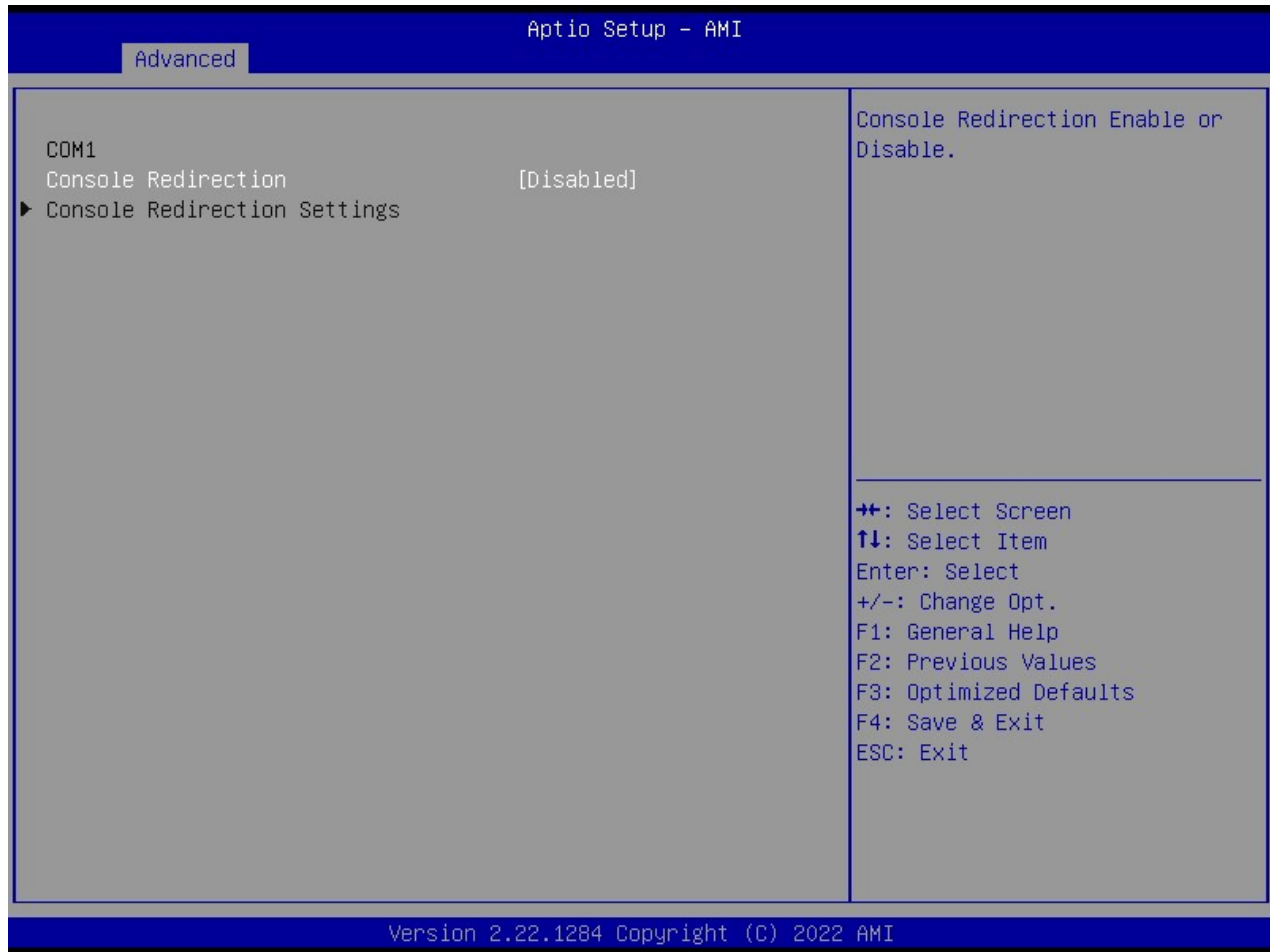 Aptio Setup – AMI
Advanced
COM1
Console Redirection [Disabled]
▶ Console Redirection Settings
Console Redirection Enable or
Disable.
→←: Select Screen
↑↓: Select Item
Enter: Select
+/-: Change Opt.
F1: General Help
F2: Previous Values
F3: Optimized Defaults
F4: Save & Exit
ESC: Exit
Version 2.22.1284 Copyright (C) 2022 AMI